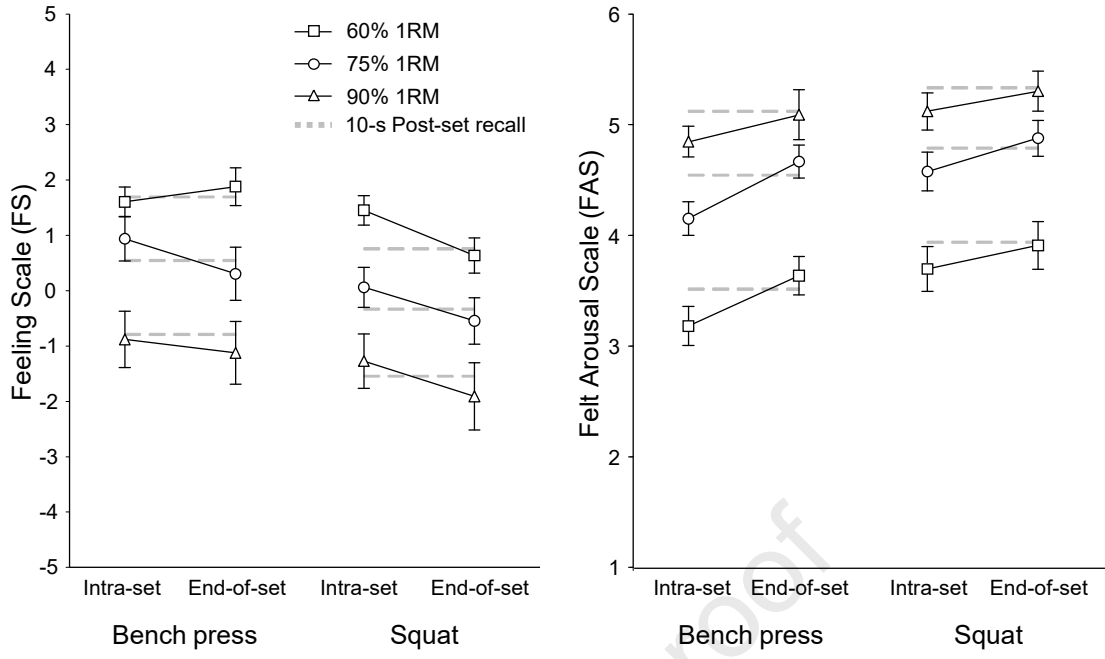 Feeling Scale (FS)
5
4
3
2
1
0
-1
-2
-3
-4
-5
60% 1RM
75% 1RM
90% 1RM
10-s Post-set recall
Intra-set End-of-set Intra-set End-of-set
Bench press Squat
Felt Arousal Scale (FAS)
6
5
4
3
2
1
Intra-set End-of-set Intra-set End-of-set
Bench press Squat